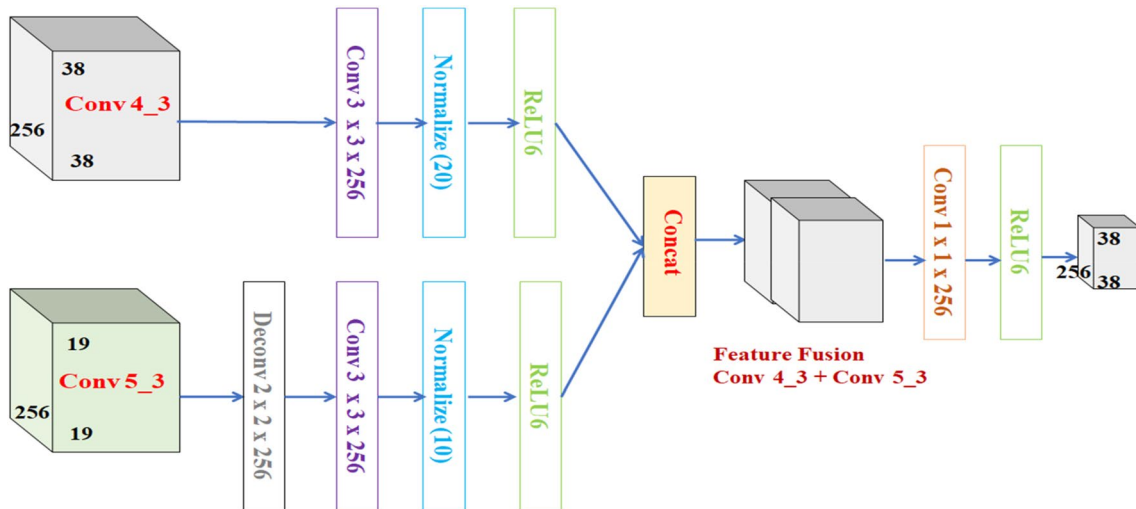 38
Conv 4_3
256
38
Conv 3 x 3 x 256
Normalize (20)
ReLU6
19
Conv 5_3
256
19
Deconv 2 x 2 x 256
Conv 3 x 3 x 256
Normalize (10)
ReLU6
Concat
Feature Fusion
Conv 4_3 + Conv 5_3
Conv 1 x 1 x 256
ReLU6
38
256
38